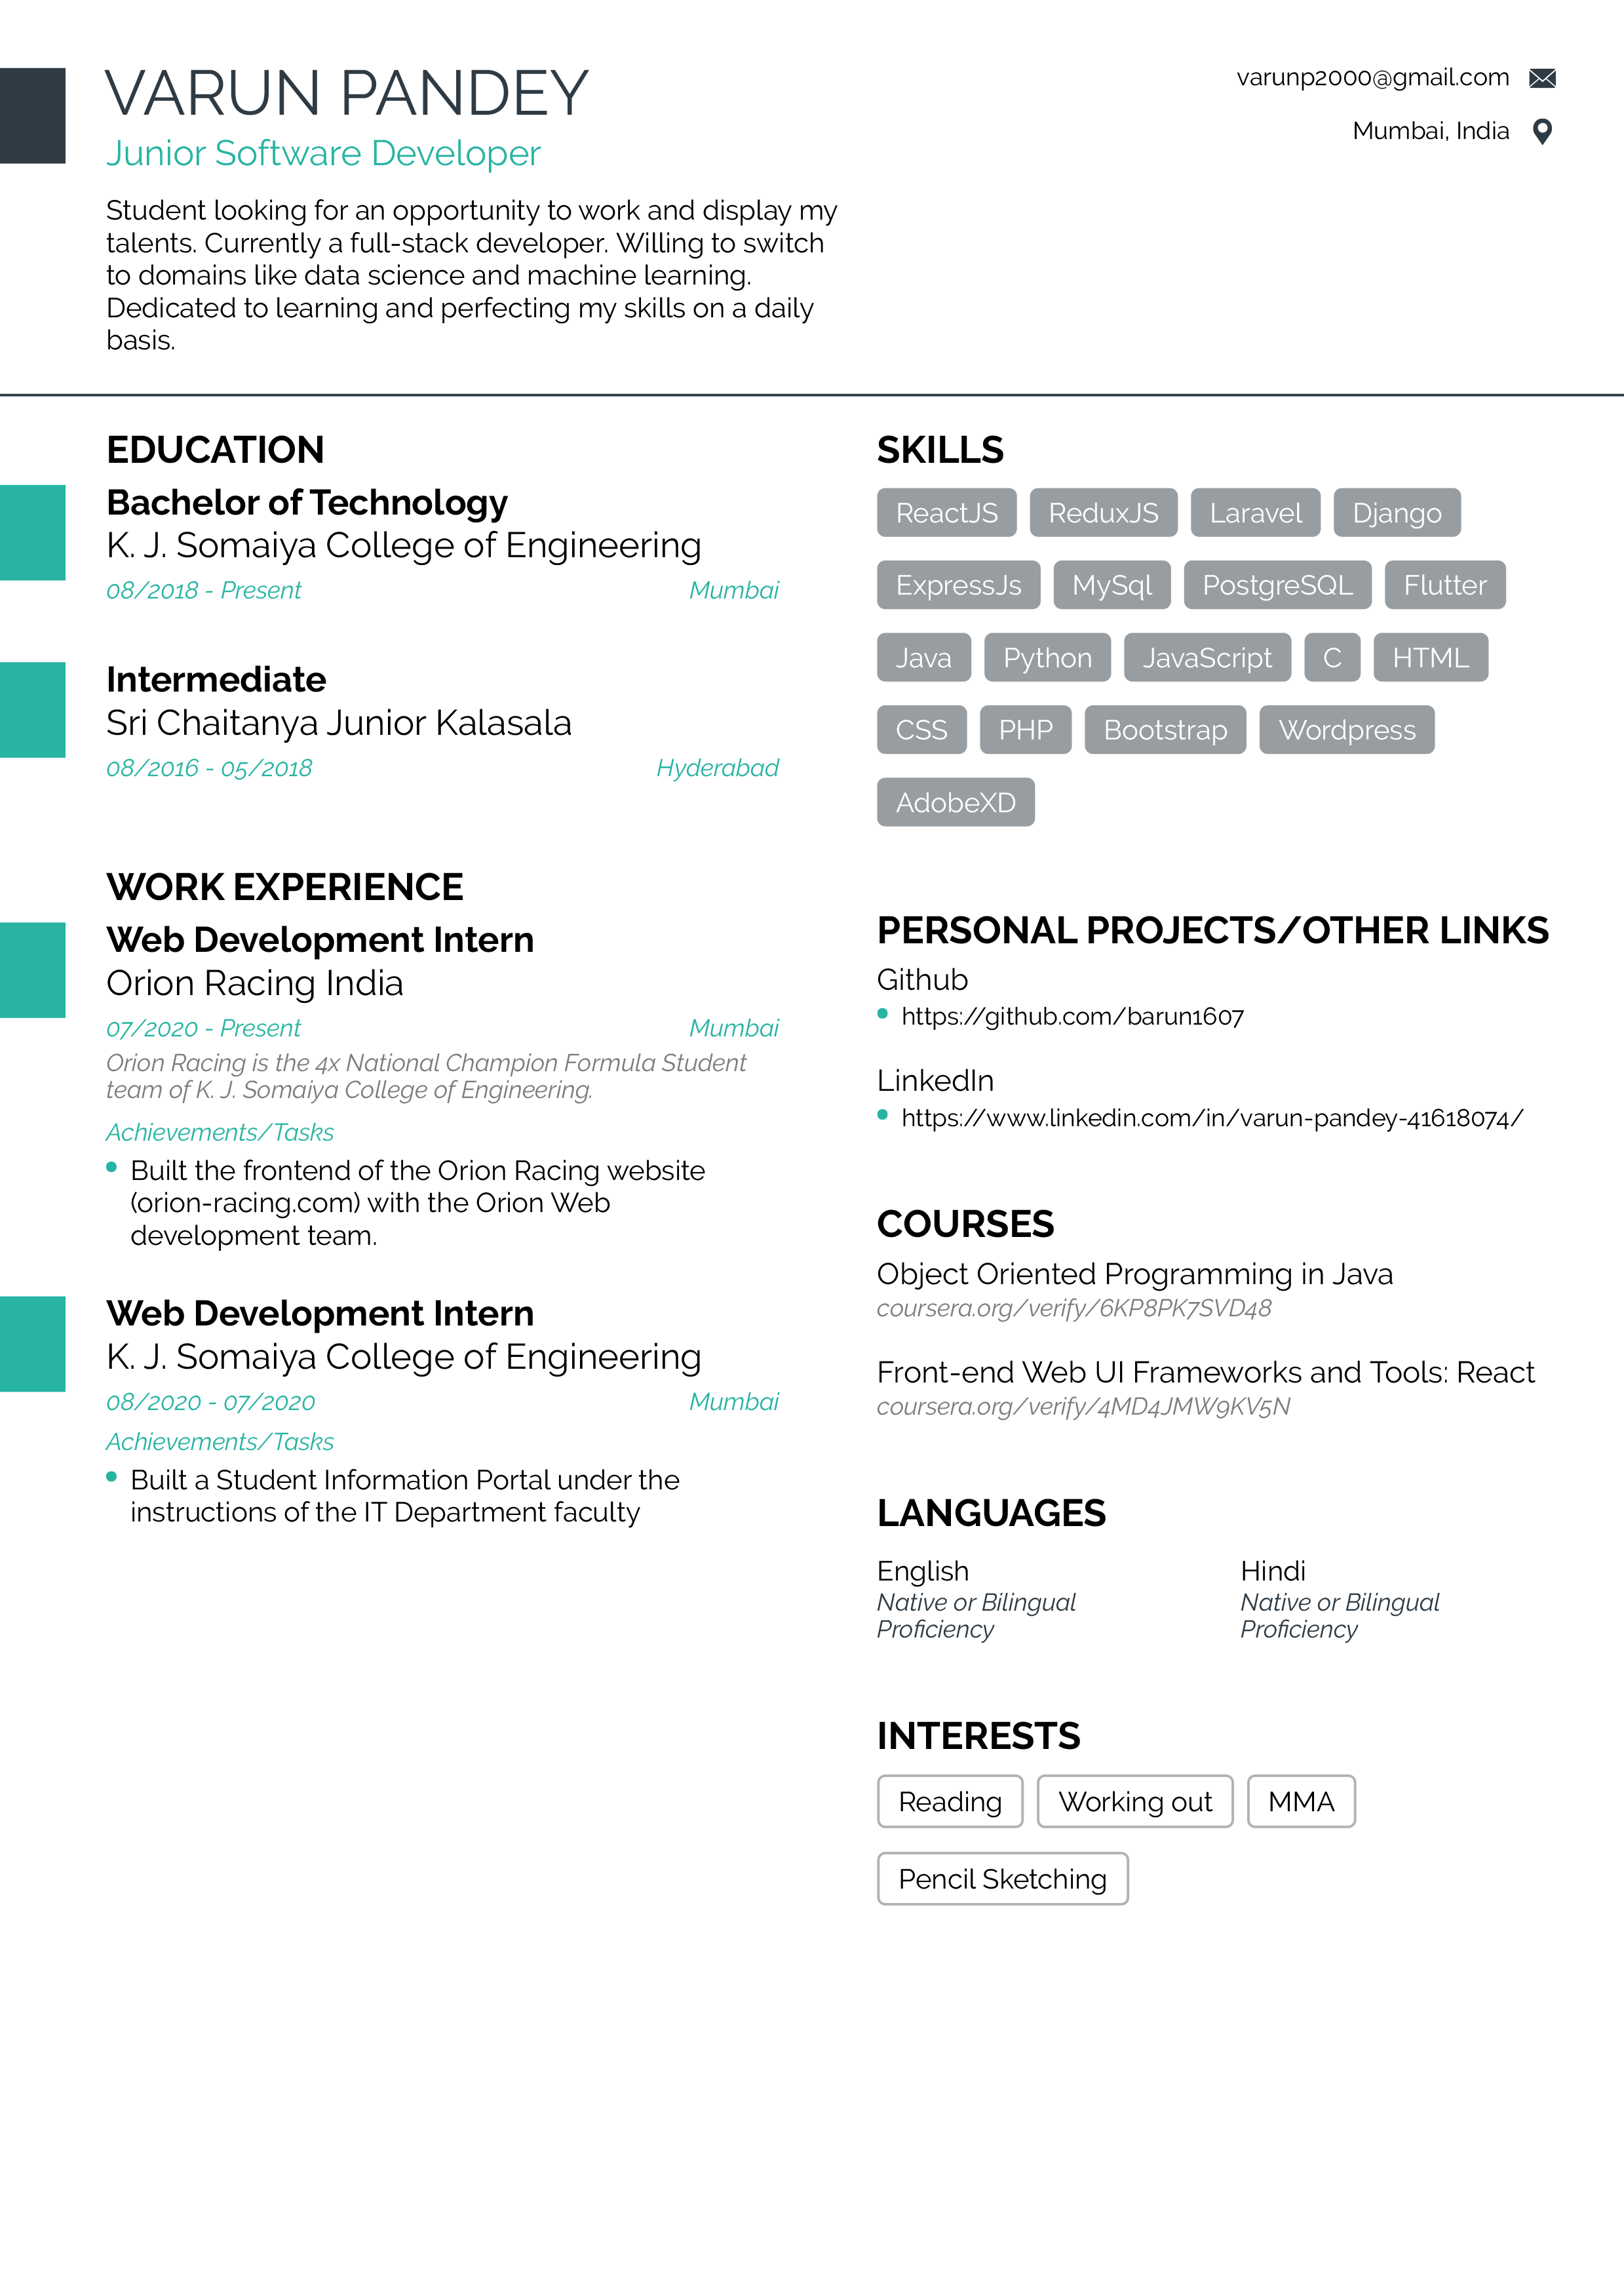 VARUN PANDEY
Junior Software Developer
Student looking for an opportunity to work and display my
talents. Currently a full-stack developer. Willing to switch
to domains like data science and machine learning.
Dedicated to learning and perfecting my skills on a daily
basis.
varunp2000@gmail.com
Mumbai, India
EDUCATION
Bachelor of Technology
K. J. Somaiya College of Engineering
08/2018 - Present Mumbai
Intermediate
Sri Chaitanya Junior Kalasala
08/2016 - 05/2018 Hyderabad
WORK EXPERIENCE
Web Development Intern
Orion Racing India
07/2020 - Present Mumbai
Orion Racing is the 4x National Champion Formula Student
team of K. J. Somaiya College of Engineering.
Achievements/Tasks
Built the frontend of the Orion Racing website
(orion-racing.com) with the Orion Web
development team.
Web Development Intern
K. J. Somaiya College of Engineering
08/2020 - 07/2020 Mumbai
Achievements/Tasks
Built a Student Information Portal under the
instructions of the IT Department faculty
SKILLS
ReactJS ReduxJS Laravel Django
ExpressJs MySql PostgreSQL Flutter
Java Python JavaScript C HTML
CSS PHP Bootstrap Wordpress
AdobeXD
PERSONAL PROJECTS/OTHER LINKS
Github
https://github.com/barun1607
LinkedIn
https://www.linkedin.com/in/varun-pandey-41618074/
COURSES
Object Oriented Programming in Java
coursera.org/verify/6KP8PK7SVD48
Front-end Web UI Frameworks and Tools: React
coursera.org/verify/4MD4JMW9KV5N
LANGUAGES
English Hindi
Native or Bilingual Native or Bilingual
Proficiency Proficiency
INTERESTS
Reading Working out MMA
Pencil Sketching